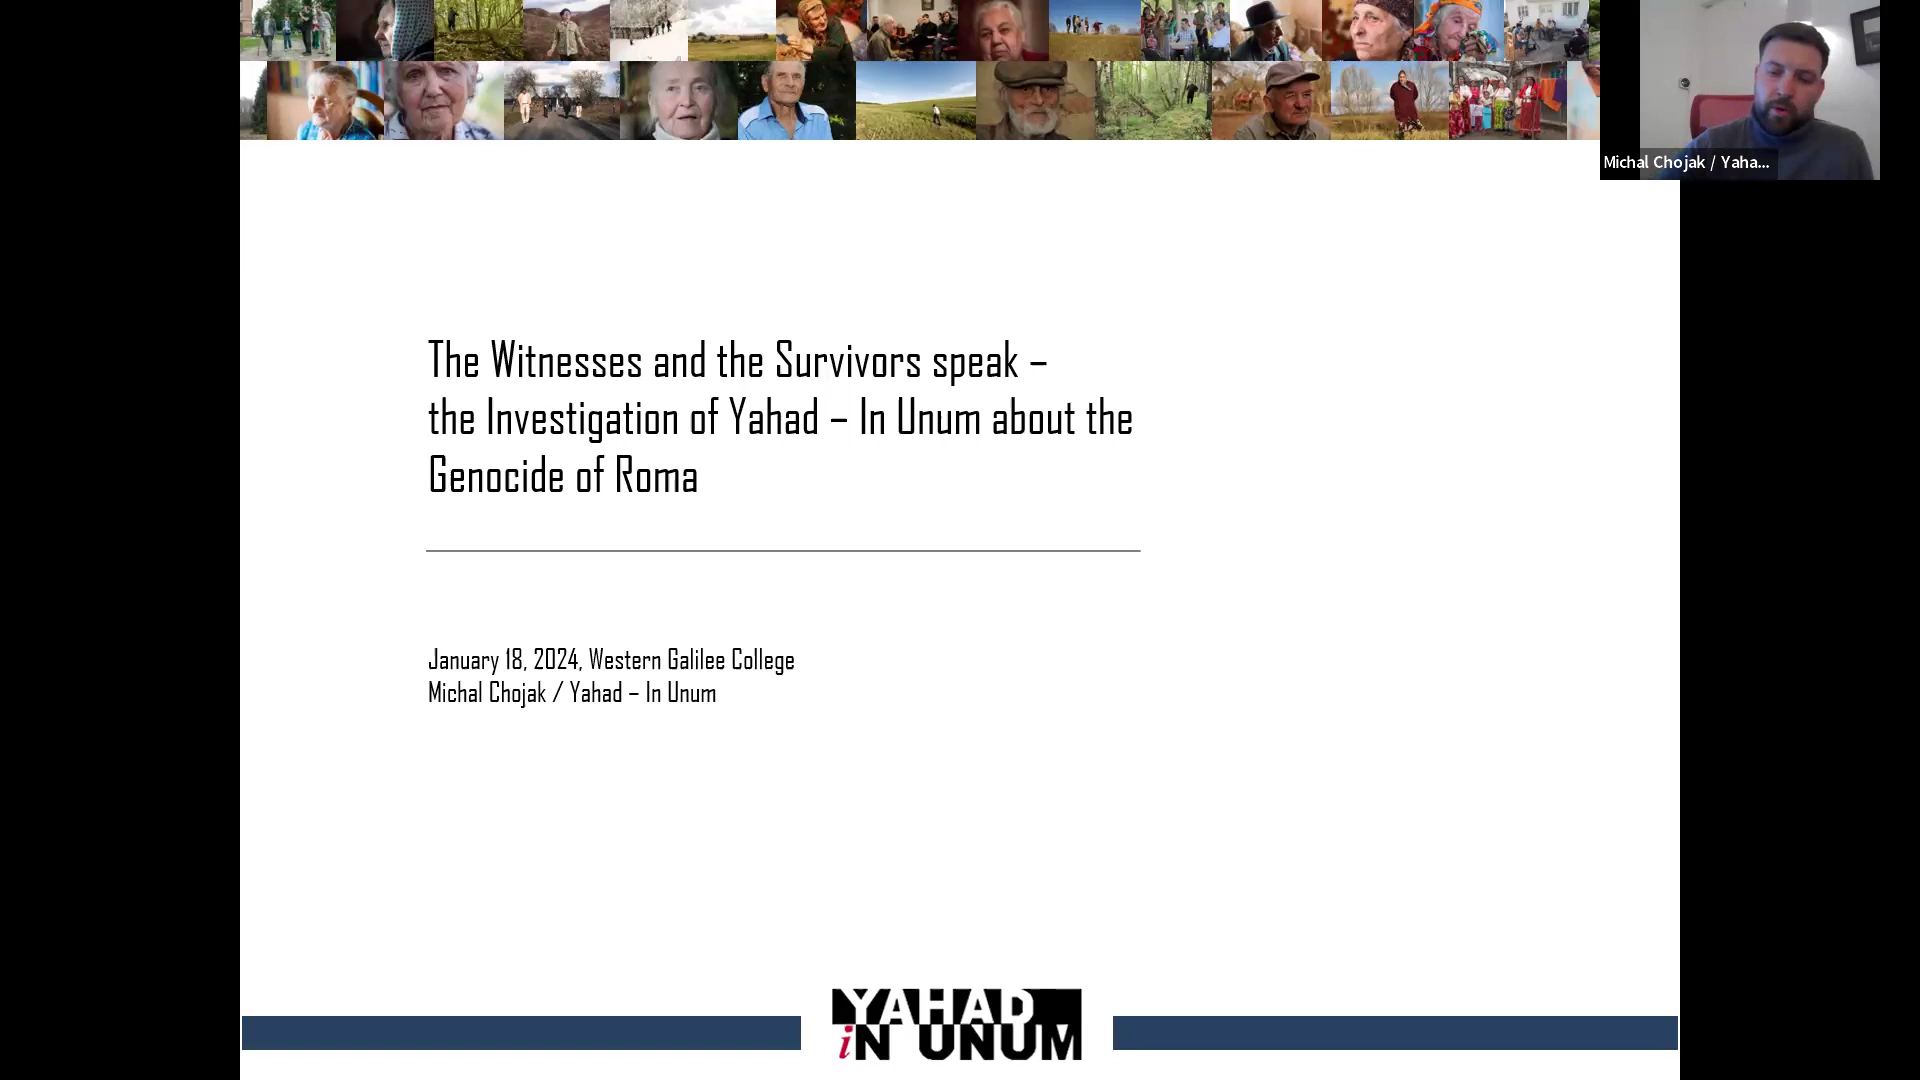 Michal Chojak / Yaha...
The Witnesses and the Survivors speak –
the Investigation of Yahad – In Unum about the
Genocide of Roma
January 18, 2024, Western Galilee College
Michal Chojak / Yahad – In Unum
YAHAD
iN UNUM